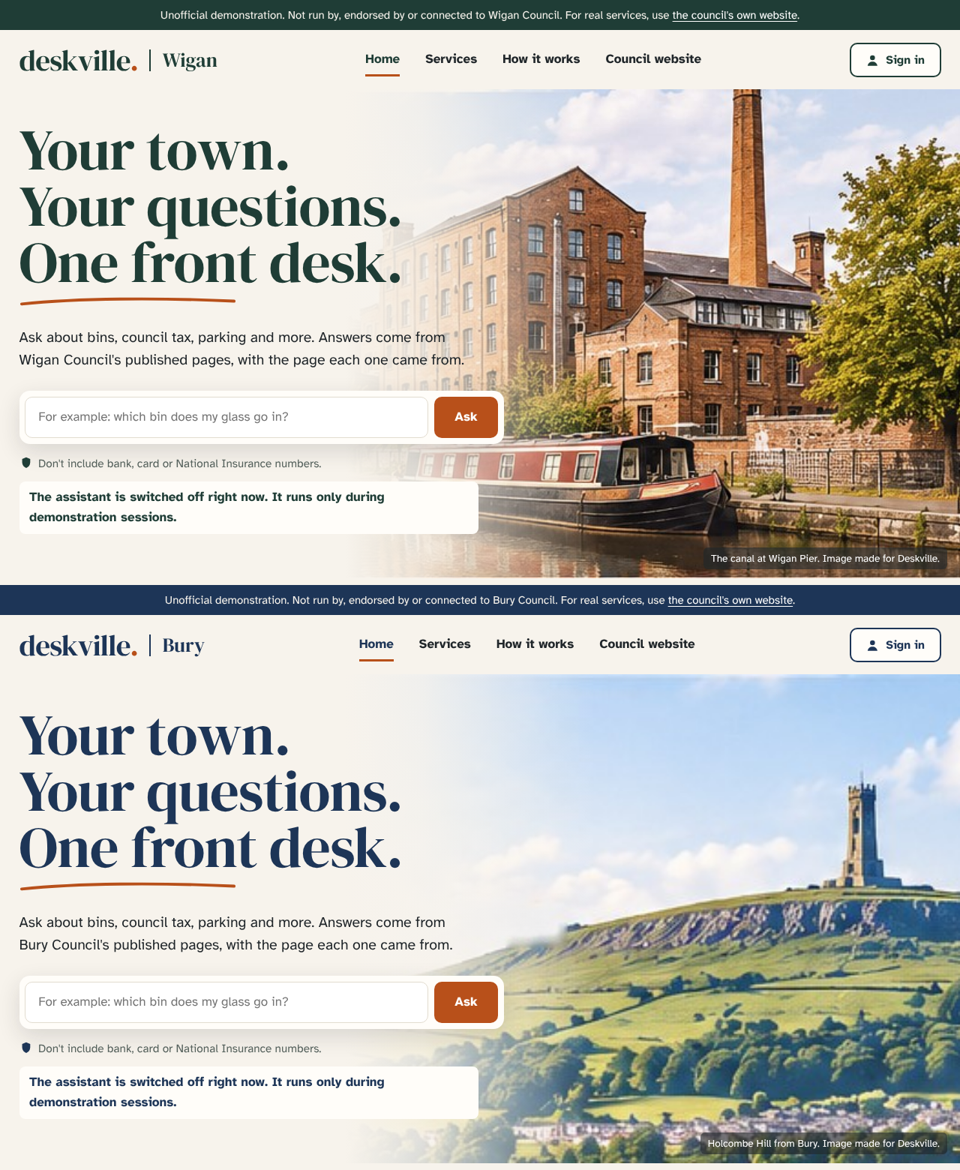 Unofficial demonstration. Not run by, endorsed by or connected to Wigan Council. For real services, use the council's own website.
deskville. | Wigan
Home Services How it works Council website
Sign in
Your town.
Your questions.
One front desk.
Ask about bins, council tax, parking and more. Answers come from
Wigan Council's published pages, with the page each one came from.
For example: which bin does my glass go in?
Ask
Don't include bank, card or National Insurance numbers.
The assistant is switched off right now. It runs only during
demonstration sessions.
The canal at Wigan Pier. Image made for Deskville.
Unofficial demonstration. Not run by, endorsed by or connected to Bury Council. For real services, use the council's own website.
deskville. | Bury
Home Services How it works Council website
Sign in
Your town.
Your questions.
One front desk.
Ask about bins, council tax, parking and more. Answers come from
Bury Council's published pages, with the page each one came from.
For example: which bin does my glass go in?
Ask
Don't include bank, card or National Insurance numbers.
The assistant is switched off right now. It runs only during
demonstration sessions.
Holcombe Hill from Bury. Image made for Deskville.